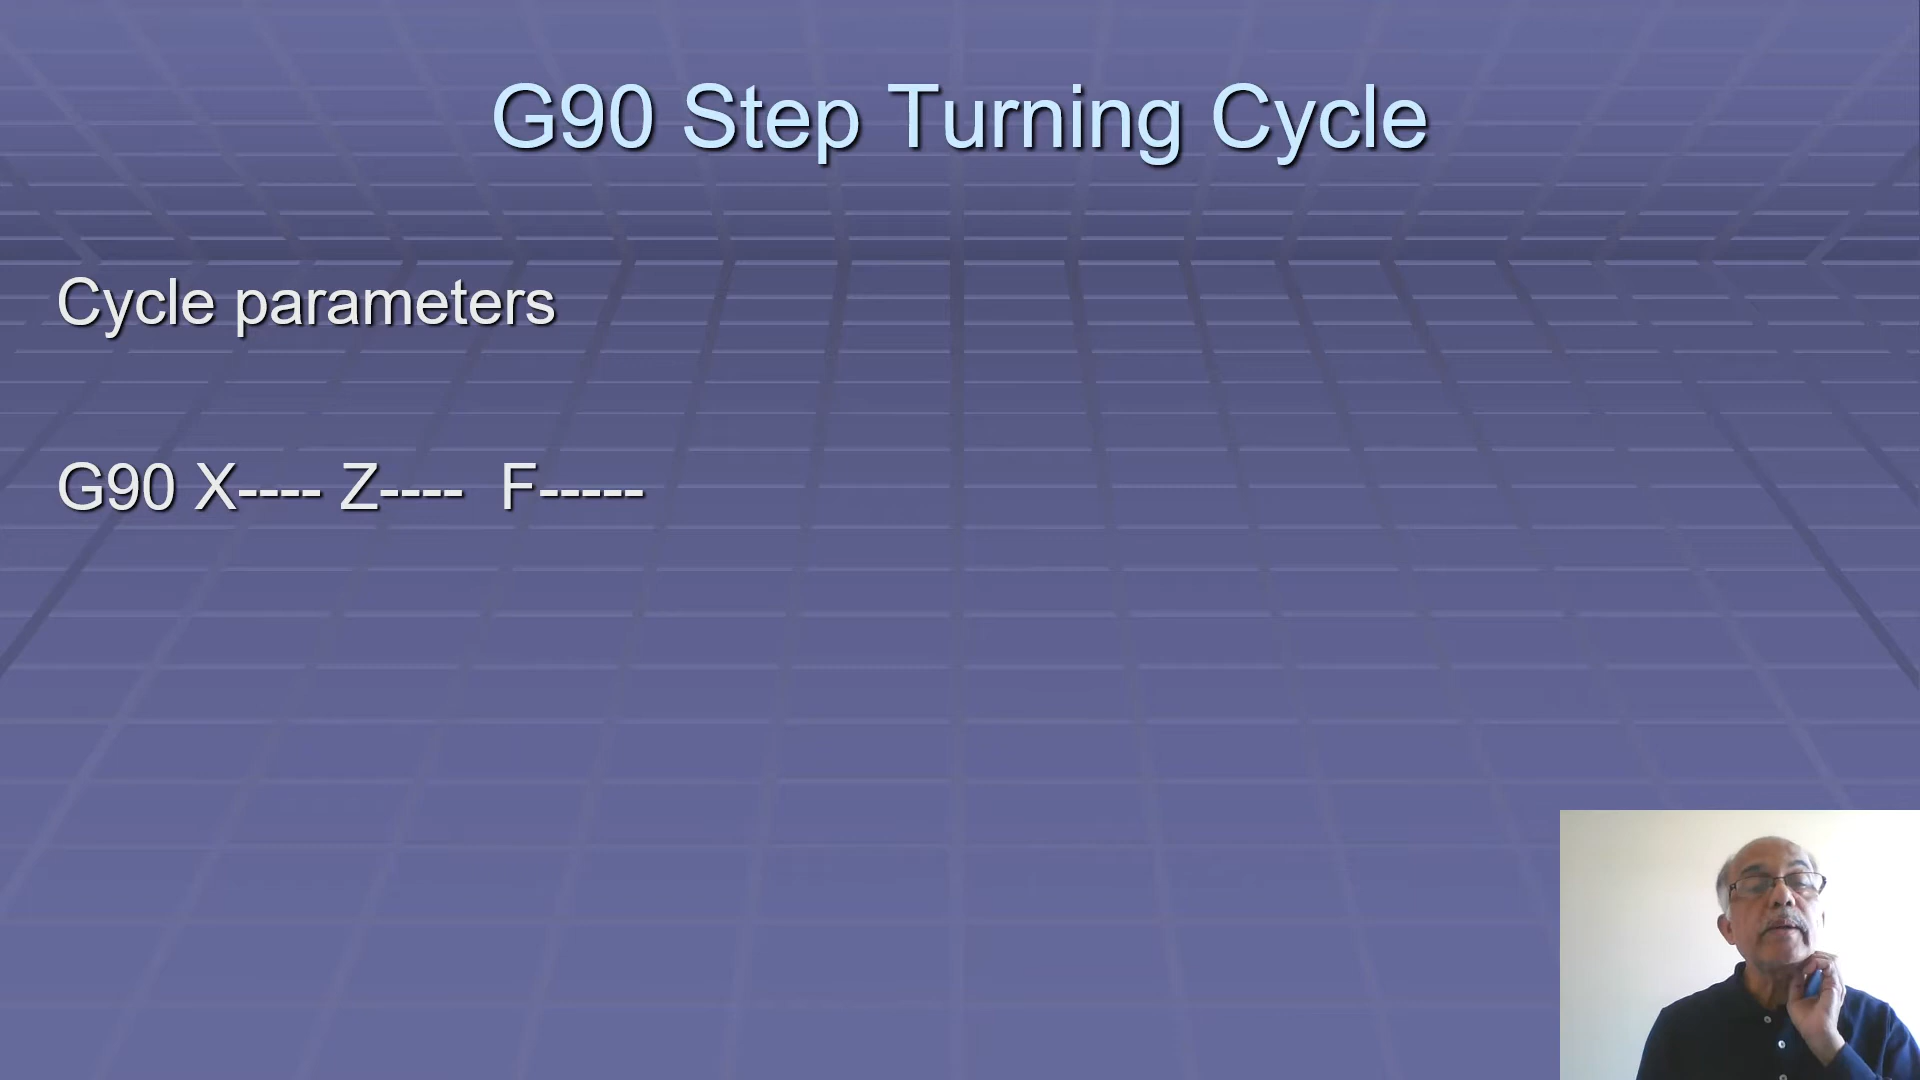 G90 Step Turning Cycle
Cycle parameters
G90 X---- Z----  F-----